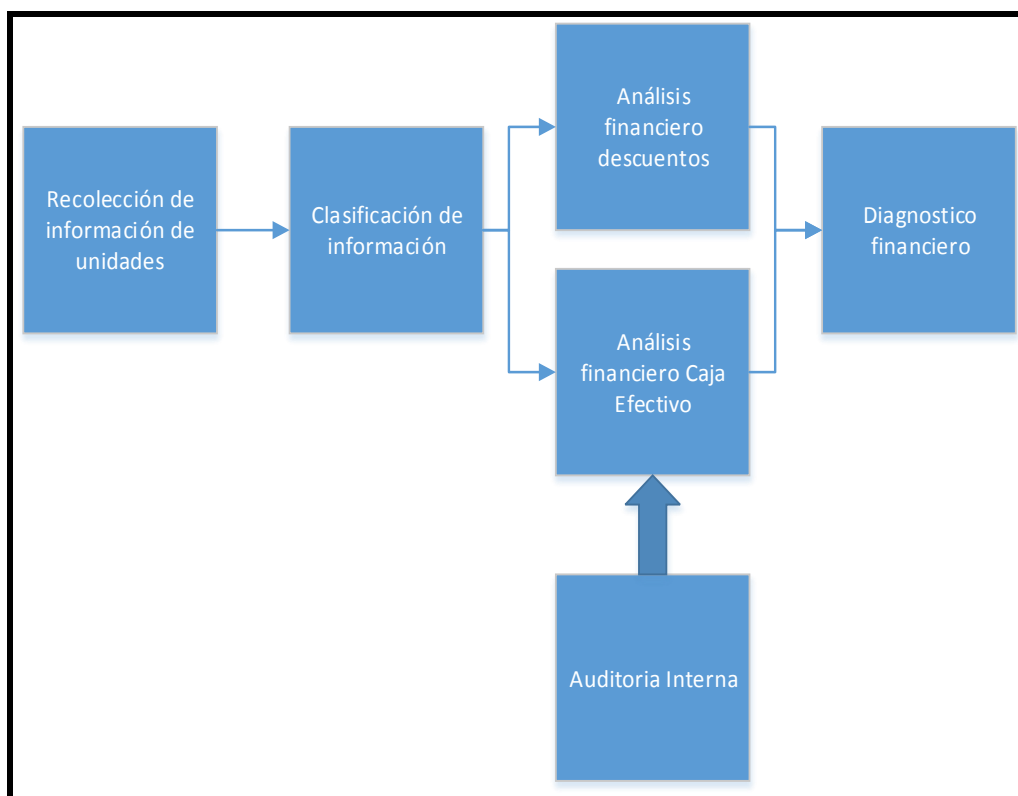 Recolección de
información de
unidades
Clasificación de
información
Análisis
financiero
descuentos
Análisis
financiero Caja
Efectivo
Diagnostico
financiero
Auditoria Interna